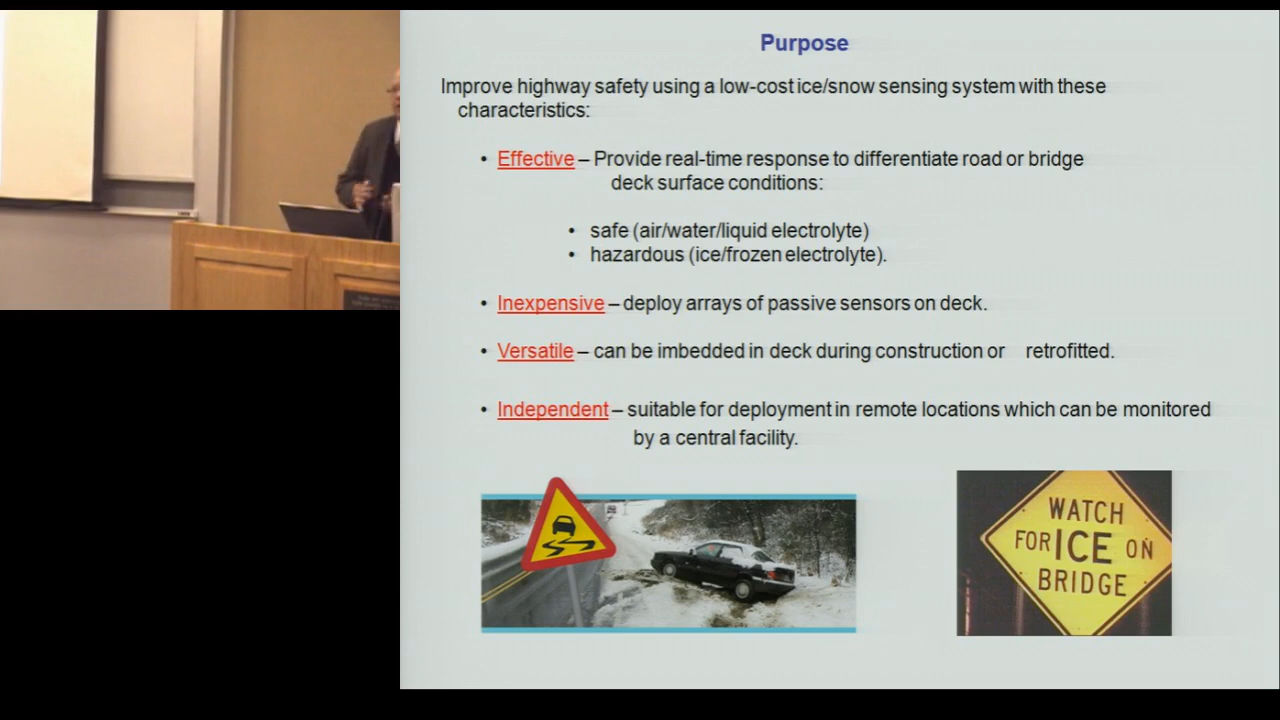 Purpose
Improve highway safety using a low-cost ice/snow sensing system with these
characteristics:
• Effective – Provide real-time response to differentiate road or bridge
deck surface conditions:
• safe (air/water/liquid electrolyte)
• hazardous (ice/frozen electrolyte).
• Inexpensive – deploy arrays of passive sensors on deck.
• Versatile – can be imbedded in deck during construction or retrofitted.
• Independent – suitable for deployment in remote locations which can be monitored
by a central facility.
WATCH
FOR ICE ON
BRIDGE